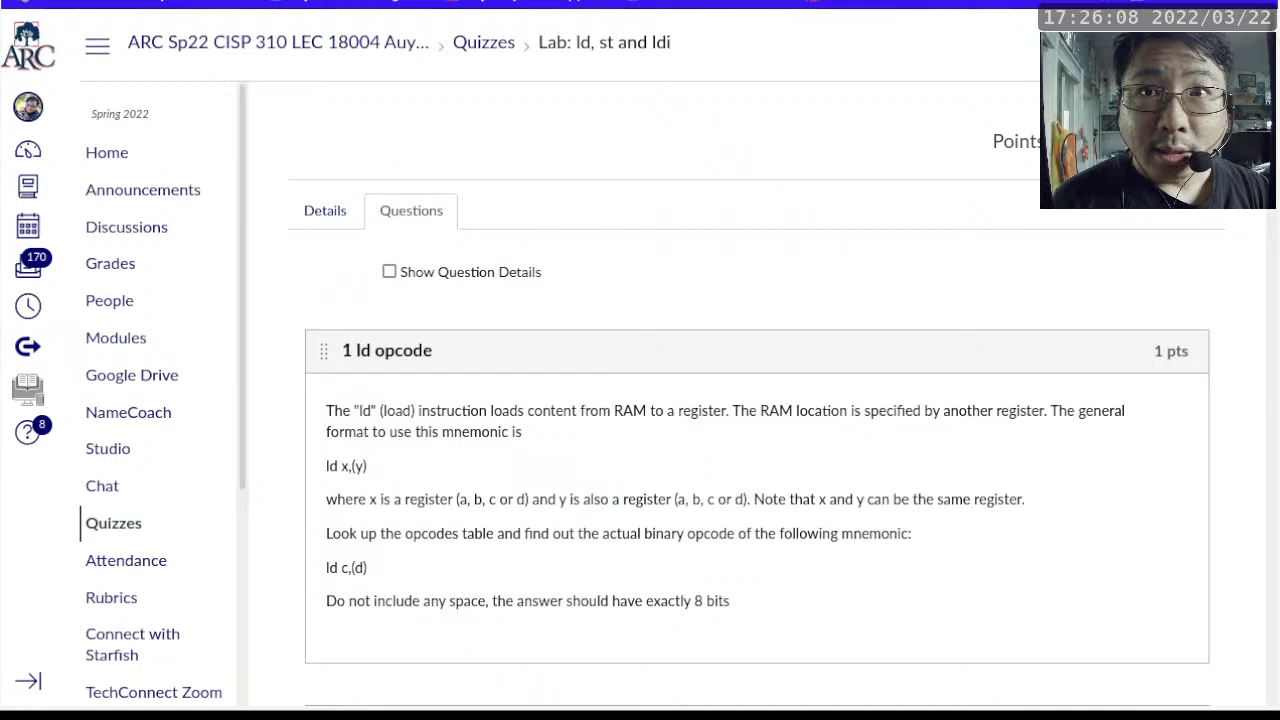 17:26:08 2022/03/22
ARC
ARC Sp22 CISP 310 LEC 18004 Auy... > Quizzes > Lab: ld, st and ldi
Spring 2022
Home
Announcements
Discussions
Grades
People
Modules
Google Drive
NameCoach
Studio
Chat
Quizzes
Attendance
Rubrics
Connect with
Starfish
TechConnect Zoom
170
8
Points
Details
Questions
Show Question Details
1 ld opcode
1 pts
The "ld" (load) instruction loads content from RAM to a register. The RAM location is specified by another register. The general
format to use this mnemonic is
ld x,(y)
where x is a register (a, b, c or d) and y is also a register (a, b, c or d). Note that x and y can be the same register.
Look up the opcodes table and find out the actual binary opcode of the following mnemonic:
ld c,(d)
Do not include any space, the answer should have exactly 8 bits